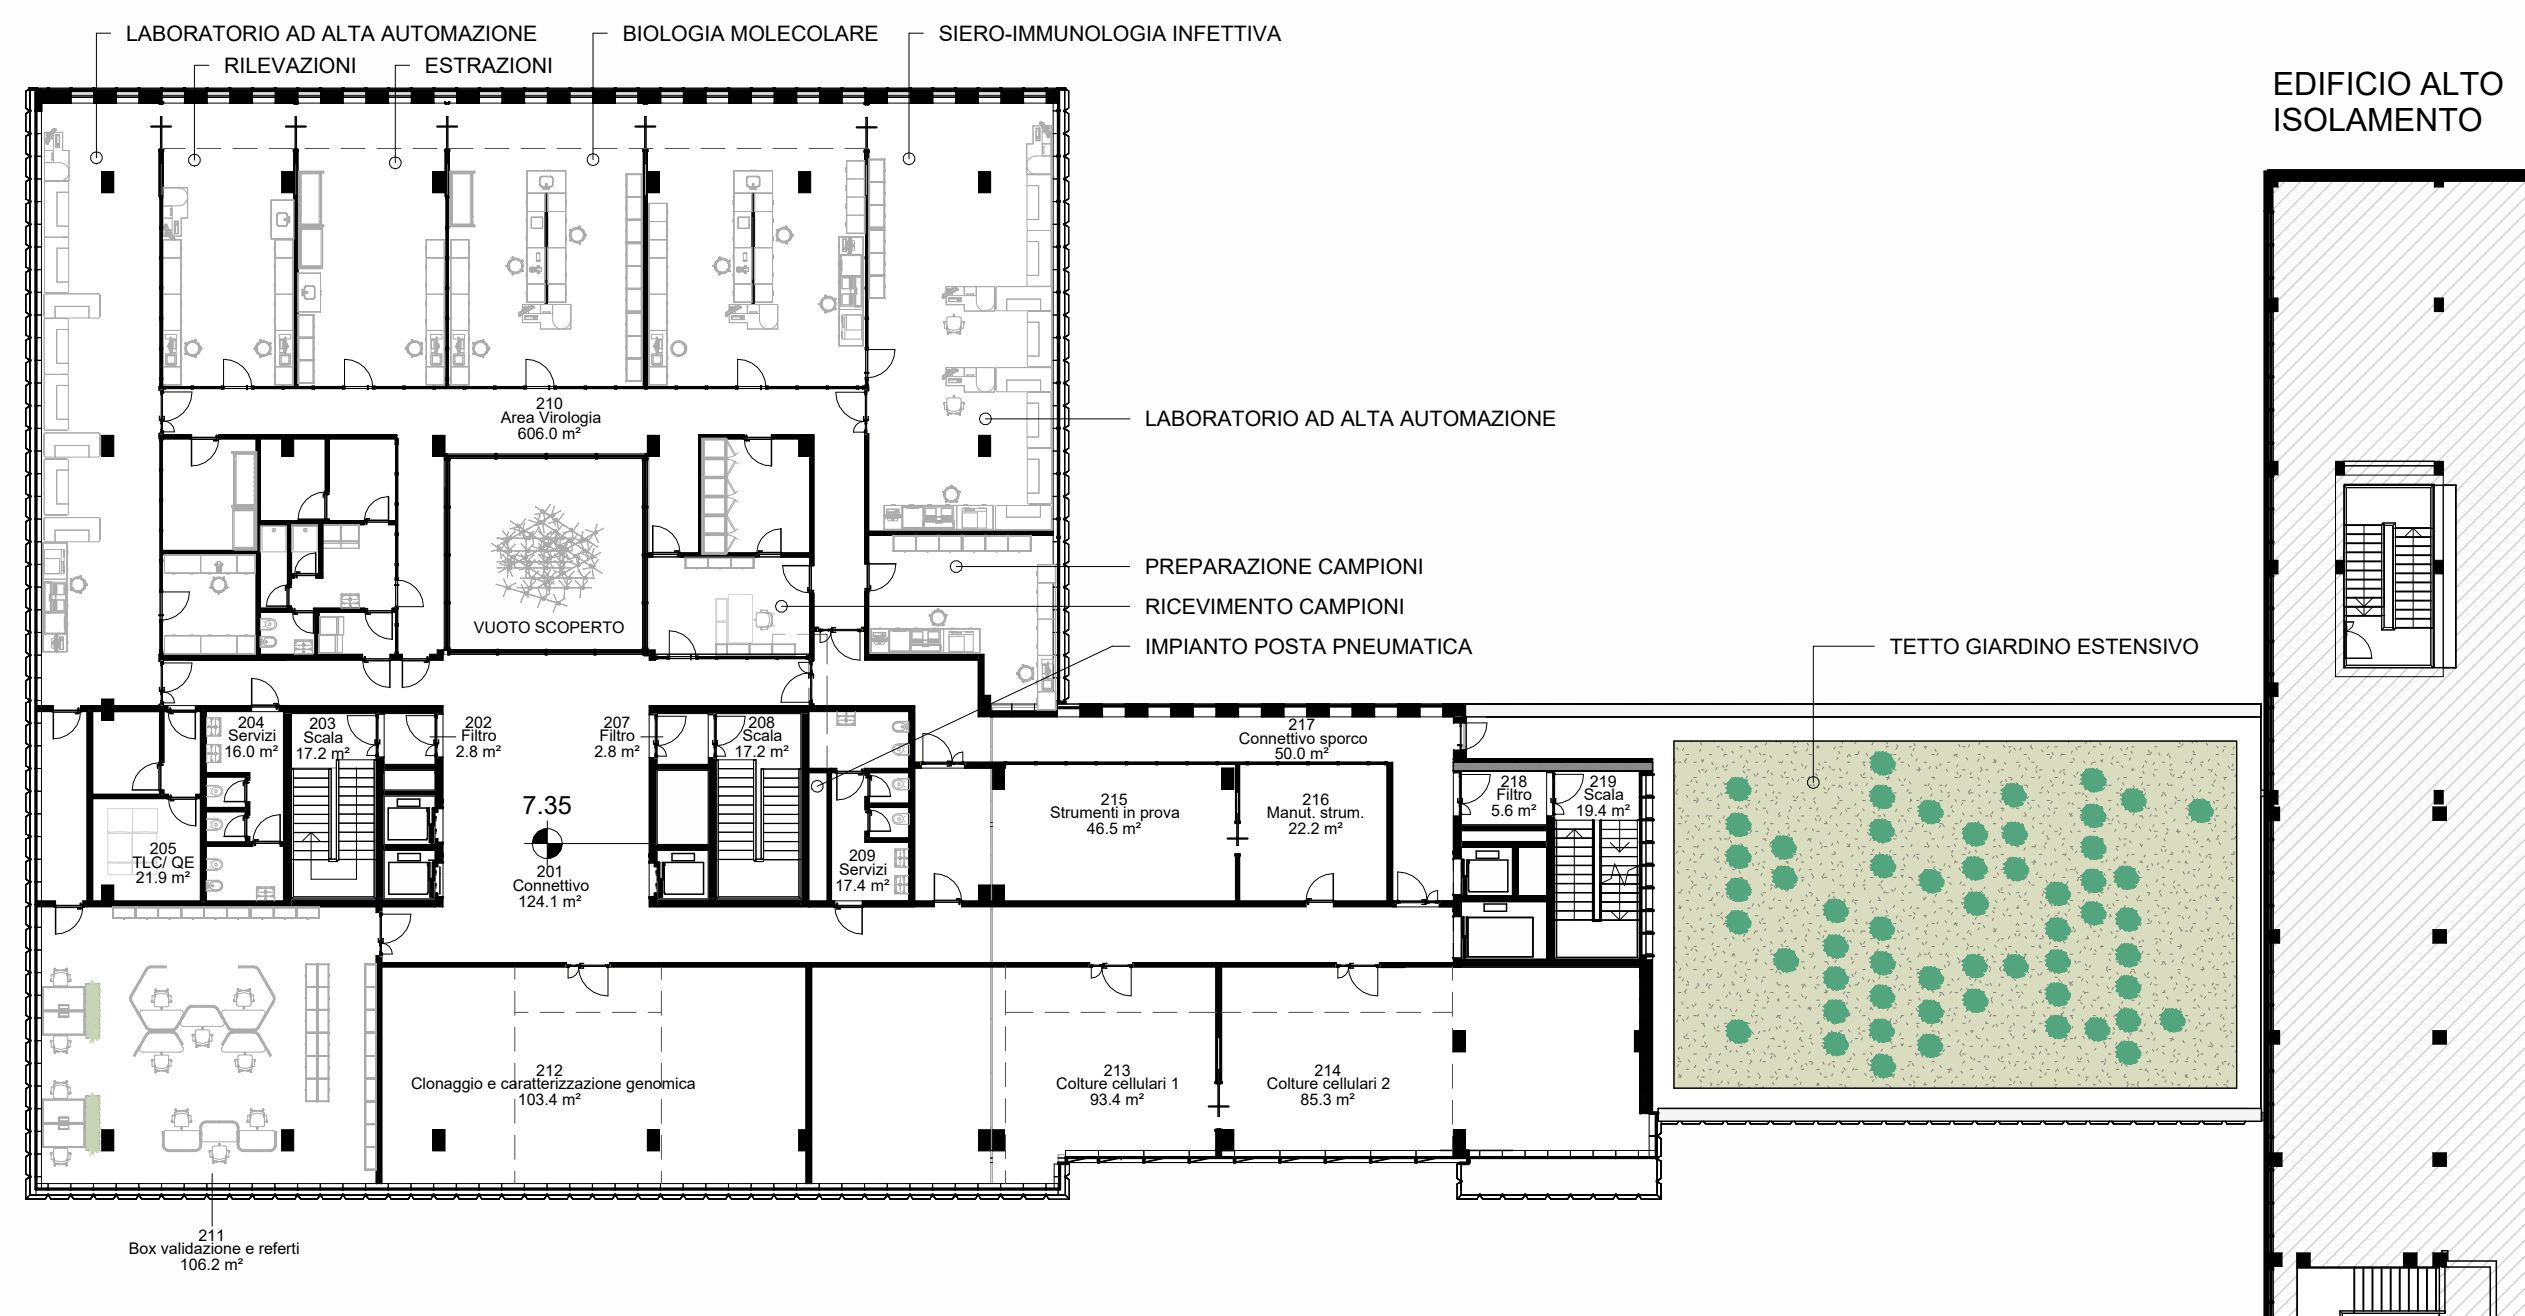 LABORATORIO AD ALTA AUTOMAZIONE
BIOLOGIA MOLECOLARE
SIERO-IMMUNOLOGIA INFETTIVA
RILEVAZIONI
ESTRAZIONI
EDIFICIO ALTO
ISOLAMENTO
210
Area Virologia
606.0 m²
LABORATORIO AD ALTA AUTOMAZIONE
PREPARAZIONE CAMPIONI
RICEVIMENTO CAMPIONI
VUOTO SCOPERTO
IMPIANTO POSTA PNEUMATICA
TETTO GIARDINO ESTENSIVO
204
Servizi
16.0 m²
203
Scala
17.2 m²
202
Filtro
2.8 m²
207
Filtro
2.8 m²
208
Scala
17.2 m²
217
Connettivo sporco
50.0 m²
218
Filtro
5.6 m²
219
Scala
19.4 m²
215
Strumenti in prova
46.5 m²
216
Manut. strum.
22.2 m²
7.35
205
TLC/ QE
21.9 m²
201
Connettivo
124.1 m²
209
Servizi
17.4 m²
212
Clonaggio e caratterizzazione genomica
103.4 m²
213
Colture cellulari 1
93.4 m²
214
Colture cellulari 2
85.3 m²
211
Box validazione e referti
106.2 m²